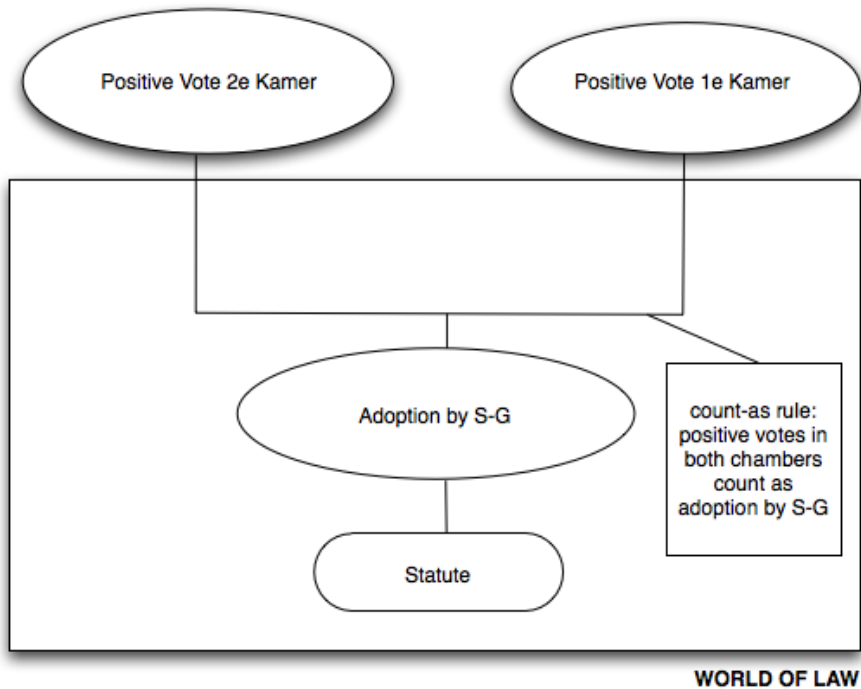 Positive Vote 2e Kamer
Positive Vote 1e Kamer
Adoption by S-G
count-as rule:
positive votes in
both chambers
count as
adoption by S-G
Statute
WORLD OF LAW